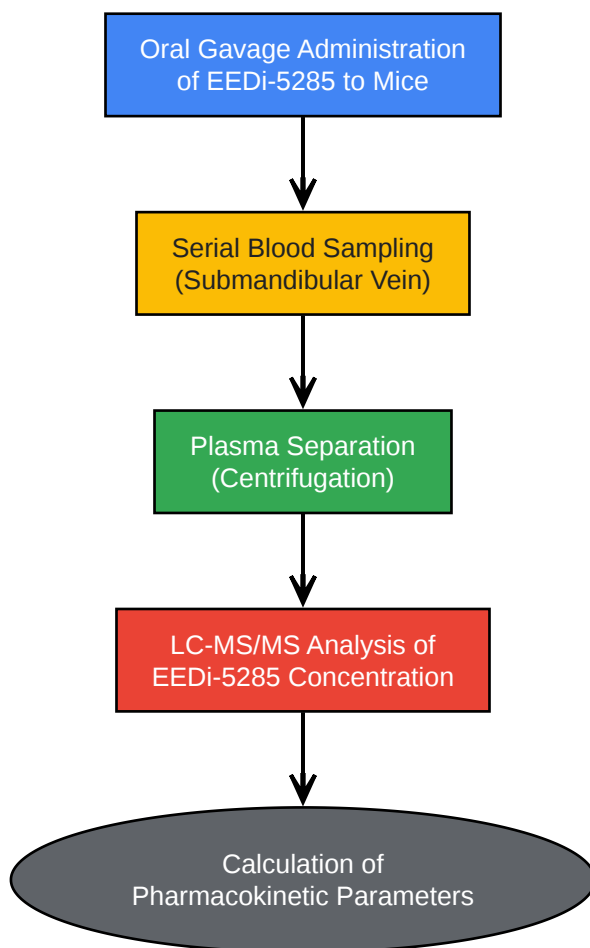 Oral Gavage Administration
of EEDi-5285 to Mice
Serial Blood Sampling
(Submandibular Vein)
Plasma Separation
(Centrifugation)
LC-MS/MS Analysis of
EEDi-5285 Concentration
Calculation of
Pharmacokinetic Parameters